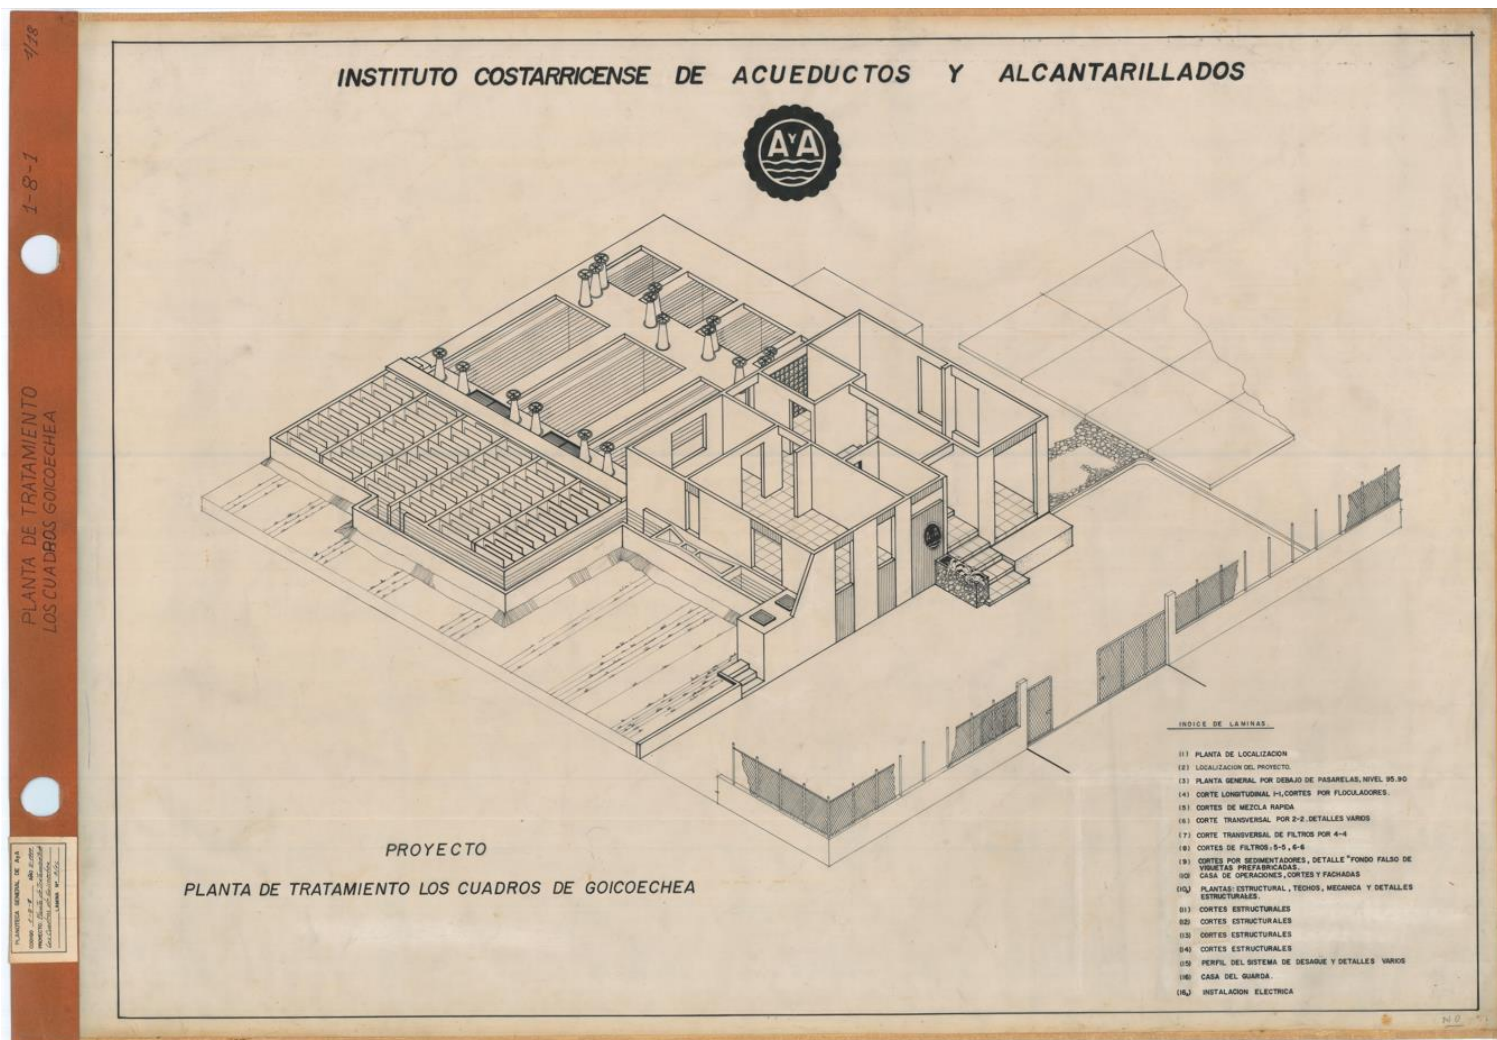 INSTITUTO COSTARRICENSE DE ACUEDUCTOS Y ALCANTARILLADOS
AYA
1/18
1-8-1
PLANTA DE TRATAMIENTO
LOS CUADROS GOICOECHEA
PLANOTECA GENERAL DE AyA
PROYECTO
PLANTA DE TRATAMIENTO LOS CUADROS DE GOICOECHEA
INDICE DE LAMINAS.
(1) PLANTA DE LOCALIZACION
(2) LOCALIZACION DEL PROYECTO.
(3) PLANTA GENERAL POR DEBAJO DE PASARELAS, NIVEL 95.90
(4) CORTE LONGITUDINAL 1-1, CORTES POR FLOCULADORES.
(5) CORTES DE MEZCLA RAPIDA
(6) CORTE TRANSVERSAL POR 2-2. DETALLES VARIOS
(7) CORTE TRANSVERSAL DE FILTROS POR 4-4
(8) CORTES DE FILTROS: 5-5, 6-6
(9) CORTES POR SEDIMENTADORES, DETALLE "FONDO FALSO DE
VIGUETAS PREFABRICADAS.
(10) CASA DE OPERACIONES, CORTES Y FACHADAS
PLANTAS: ESTRUCTURAL, TECHOS, MECANICA Y DETALLES
ESTRUCTURALES.
(11) CORTES ESTRUCTURALES
(12) CORTES ESTRUCTURALES
(13) CORTES ESTRUCTURALES
(14) CORTES ESTRUCTURALES
(15) PERFIL DEL SISTEMA DE DESAGUE Y DETALLES VARIOS
(16) CASA DEL GUARDA.
INSTALACION ELECTRICA